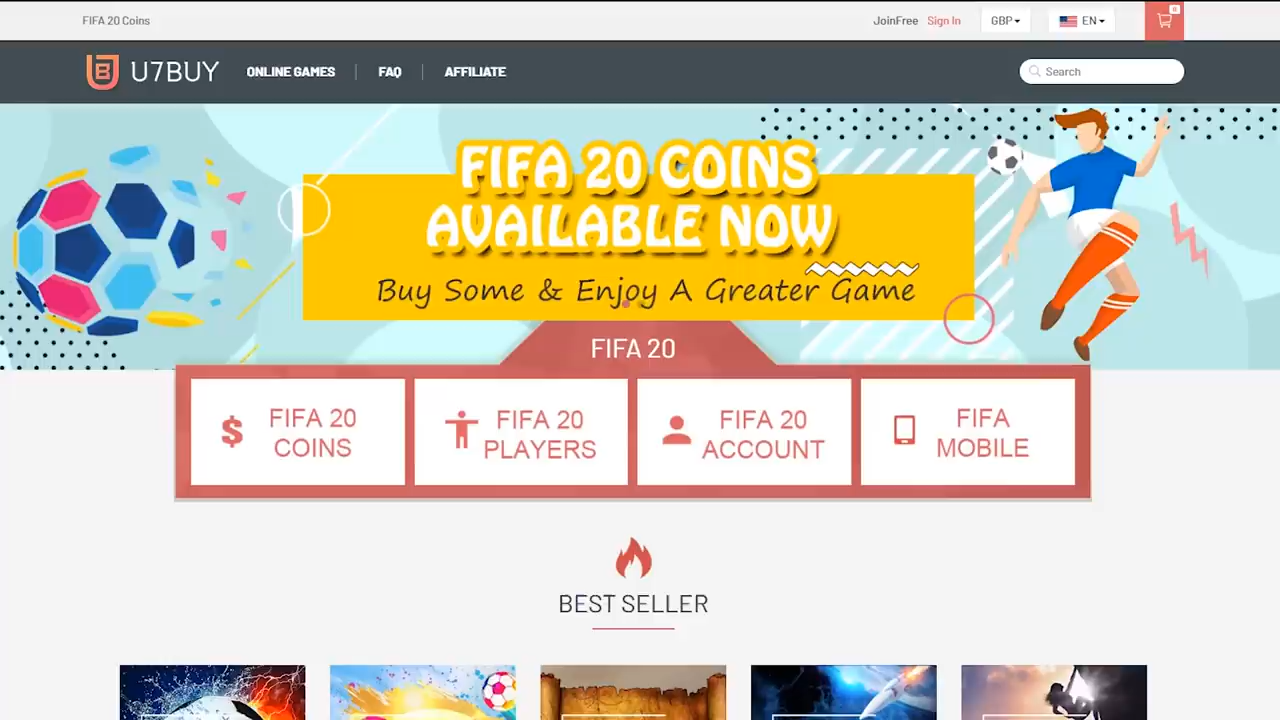 FIFA 20 Coins
JoinFree Sign In GBP EN 0
U7BUY ONLINE GAMES FAQ AFFILIATE Search
FIFA 20 COINS
AVAILABLE NOW
Buy Some & Enjoy A Greater Game
FIFA 20
FIFA 20
COINS
FIFA 20
PLAYERS
FIFA 20
ACCOUNT
FIFA
MOBILE
BEST SELLER